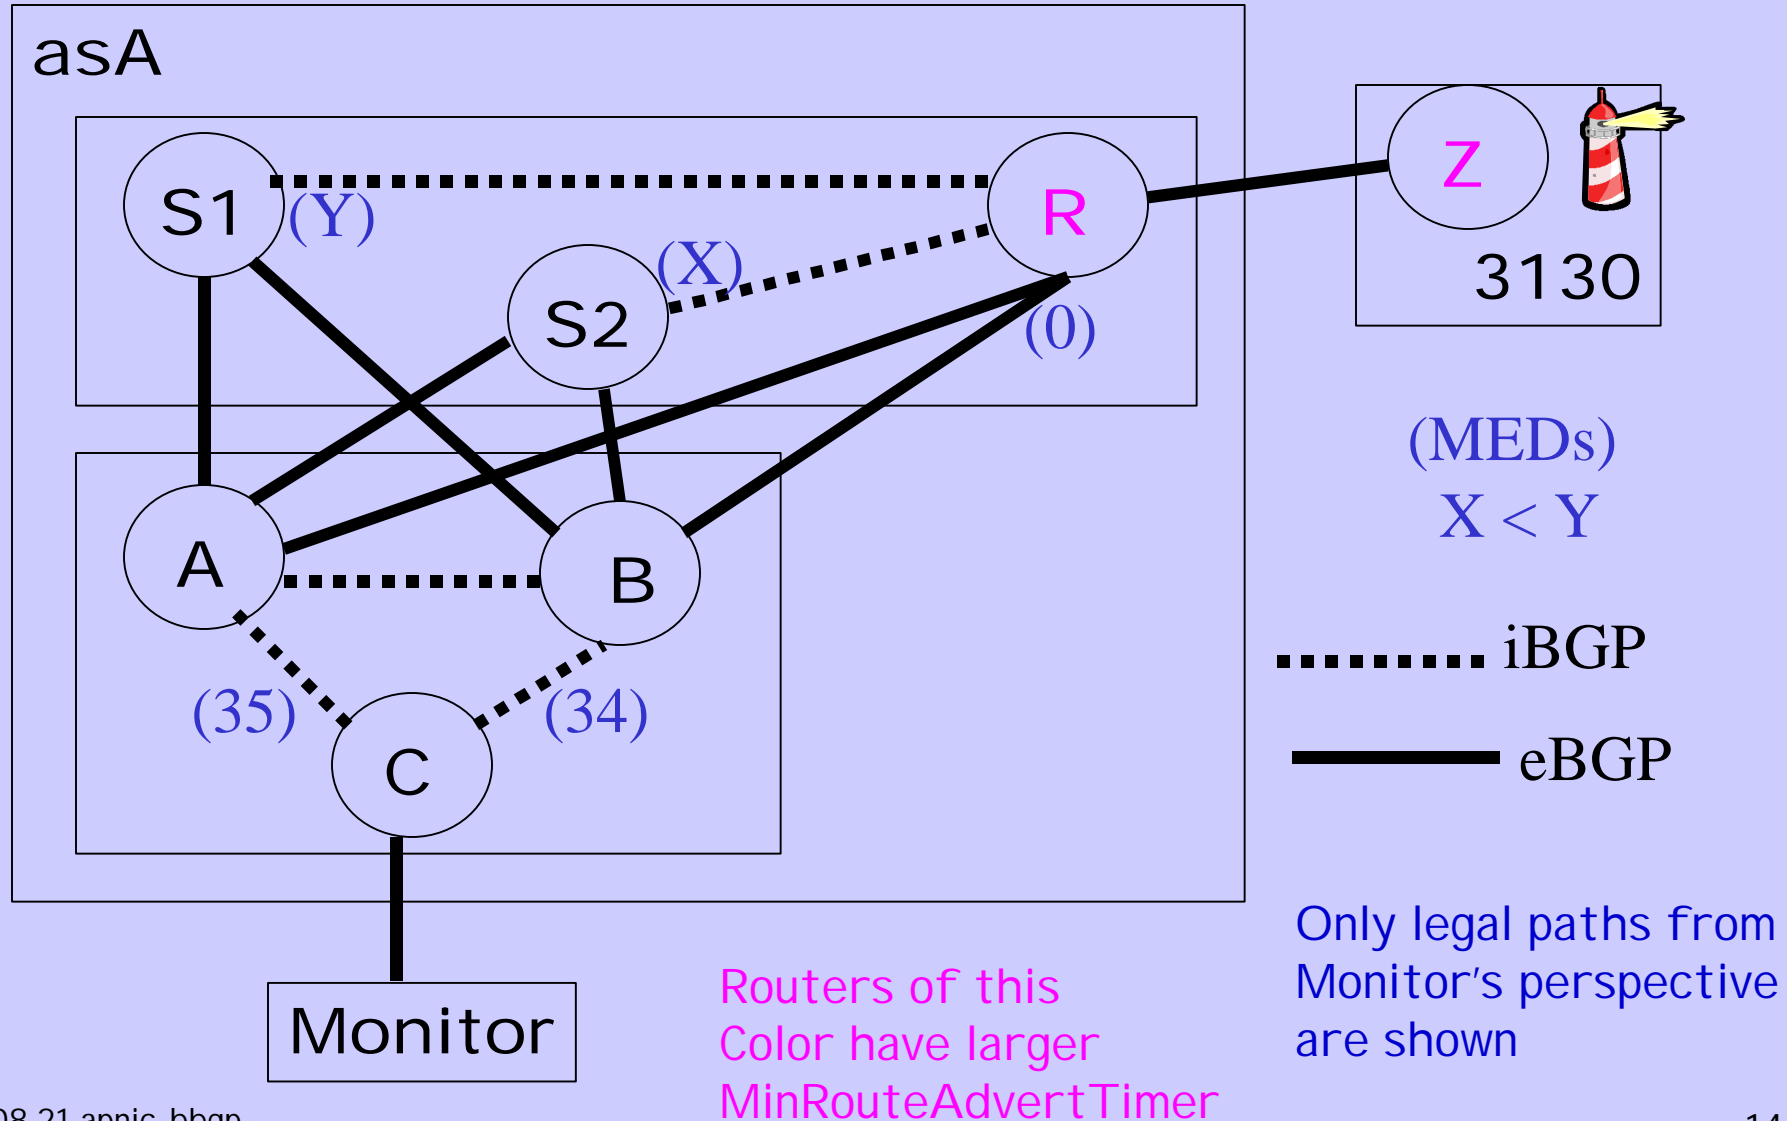 asA
S1
(Y)
S2
(X)
R
(0)
Z
3130
(MEDs)
X < Y
A
B
(35)
(34)
C
iBGP
eBGP
Monitor
Routers of this
Color have larger
MinRouteAdvertTimer
Only legal paths from
Monitor's perspective
are shown